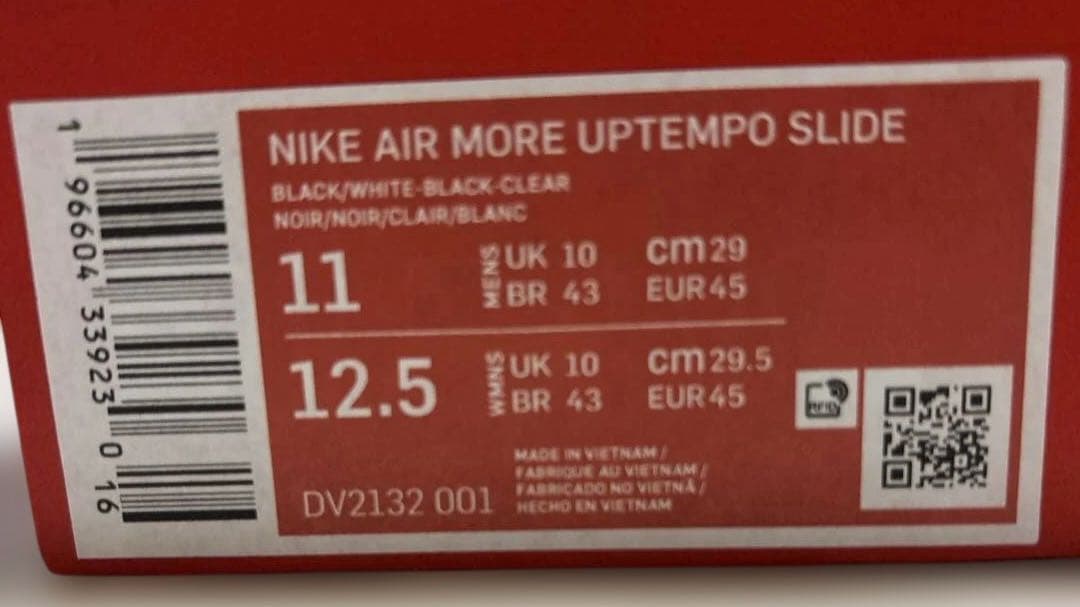 NIKE AIR MORE UPTEMPO SLIDE
BLACK/WHITE-BLACK-CLEAR
NOIR/NOIR/CLAIR/BLANC
11 MENS UK 10 cm 29
BR 43 EUR 45
12.5 WMNS UK 10 cm 29.5
BR 43 EUR 45
RFID
MADE IN VIETNAM /
FABRIQUE AU VIETNAM /
FABRICADO NO VIETNÃ /
HECHO EN VIETNAM
DV2132 001
1 96604 33923 0 16